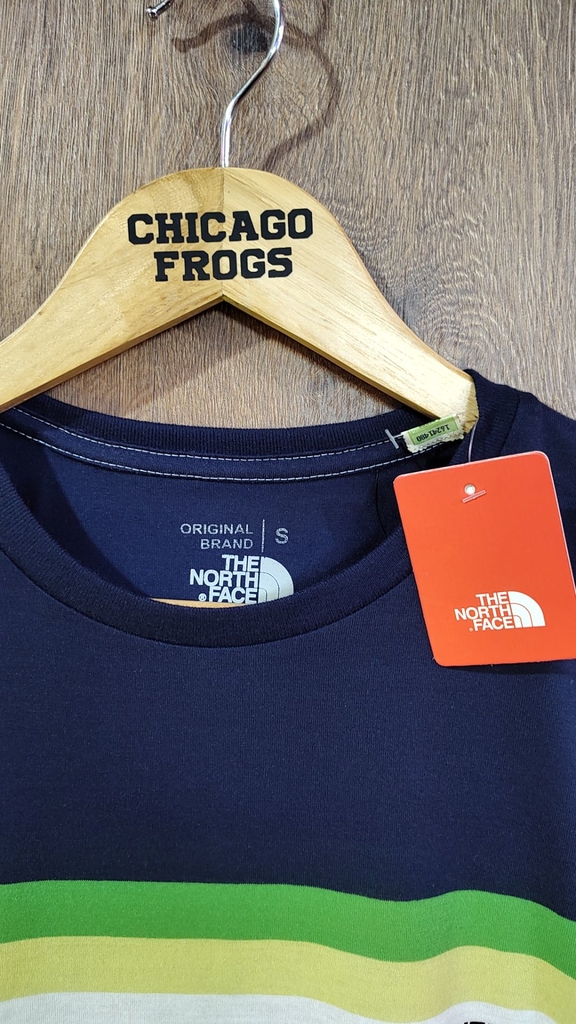 CHICAGO
FROGS
ORIGINAL
BRAND
S
THE
NORTH
FACE
®
THE
NORTH
FACE